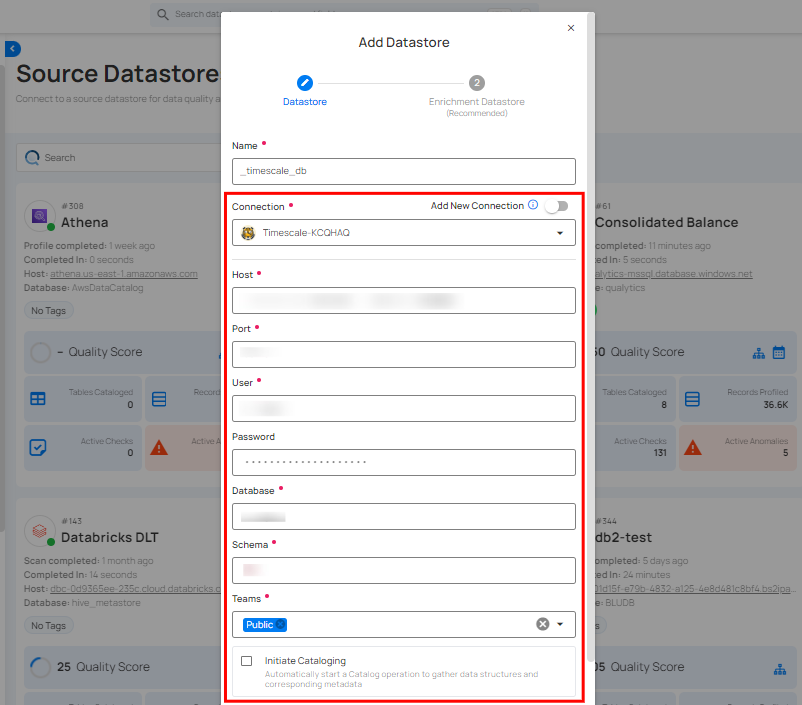 Search dat
Source Datastore
Connect to a source datastore for data quality a
Search
#308
Athena
Profile completed: 1 week ago
Completed In: 0 seconds
Host: athena.us-east-1.amazonaws.com
Database: AwsDataCatalog
No Tags
– Quality Score
Tables Cataloged
0
Record
Active Checks
0
Active A
#143
Databricks DLT
Scan completed: 1 month ago
Completed In: 14 seconds
Host: dbc-0d9365ee-235c.cloud.databricks.c
Database: hive_metastore
No Tags
25 Quality Score
Add Datastore
Datastore
2
Enrichment Datastore
(Recommended)
Name
_timescale_db
Connection
Add New Connection
Timescale-KCQHAQ
Host
Port
User
Password
Database
Schema
Teams
Public
Initiate Cataloging
Automatically start a Catalog operation to gather data structures and
corresponding metadata
#61
Consolidated Balance
completed: 11 minutes ago
ed In: 5 seconds
alytics-mssql.database.windows.net
e: qualytics
60 Quality Score
Tables Cataloged
8
Records Profiled
36.6K
Active Checks
131
Active Anomalies
5
#344
db2-test
ompleted: 5 days ago
ed In: 24 minutes
01d15f-e79b-4832-a125-4e8d481c8bf4.bs2ipa...
e: BLUDB
s
05 Quality Score